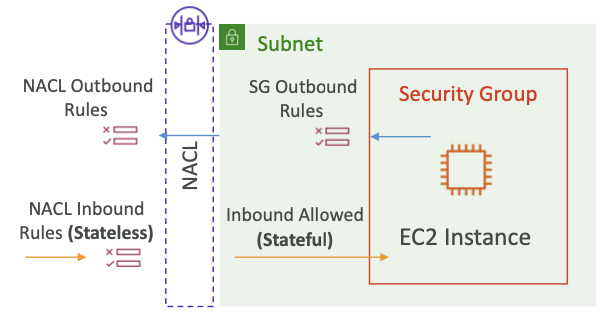 Subnet
NACL Outbound
Rules
SG Outbound
Rules
Security Group
NACL
NACL Inbound
Rules (Stateless)
Inbound Allowed
(Stateful)
EC2 Instance